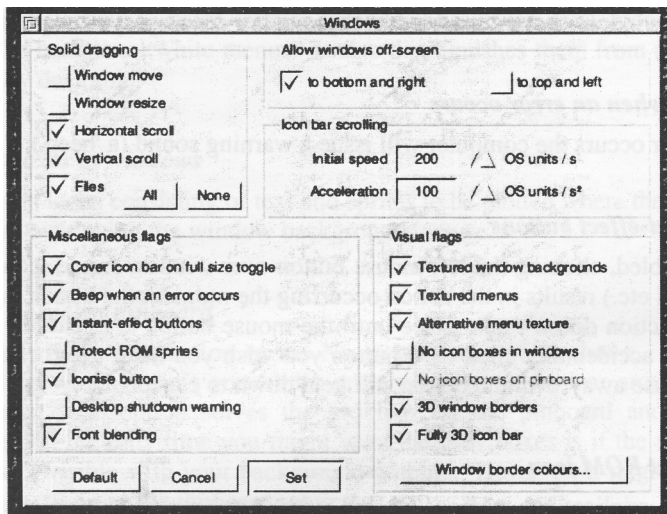 Windows
Solid dragging
Window move
Window resize
Horizontal scroll
Vertical scroll
Files
All
None
Allow windows off-screen
to bottom and right
to top and left
Icon bar scrolling
Initial speed 200 OS units / s
Acceleration 100 OS units / s²
Miscellaneous flags
Cover icon bar on full size toggle
Beep when an error occurs
Instant-effect buttons
Protect ROM sprites
Iconise button
Desktop shutdown warning
Font blending
Visual flags
Textured window backgrounds
Textured menus
Alternative menu texture
No icon boxes in windows
No icon boxes on pinboard
3D window borders
Fully 3D icon bar
Window border colours...
Default
Cancel
Set